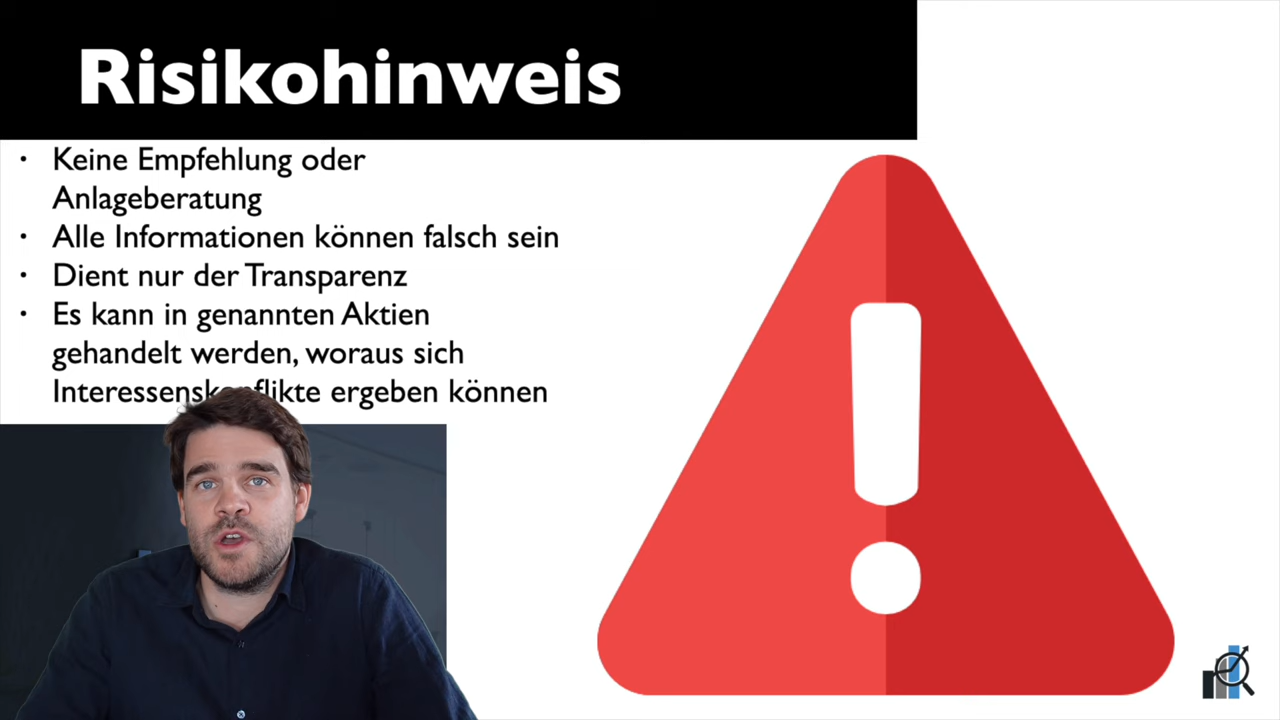 Risikohinweis
• Keine Empfehlung oder
Anlageberatung
• Alle Informationen können falsch sein
• Dient nur der Transparenz
• Es kann in genannten Aktien
gehandelt werden, woraus sich
Interessenskonflikte ergeben können